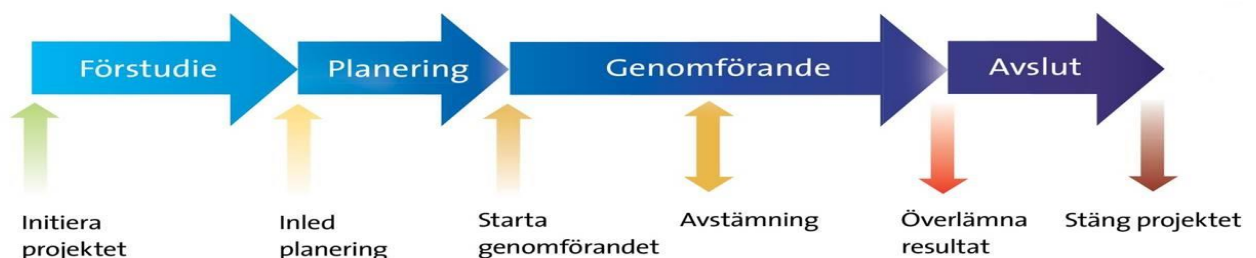 Förstudie
Planering
Genomförande
Avslut
Initiera
projektet
Inled
planering
Starta
genomförandet
Avstämning
Överlämna
resultat
Stäng projektet